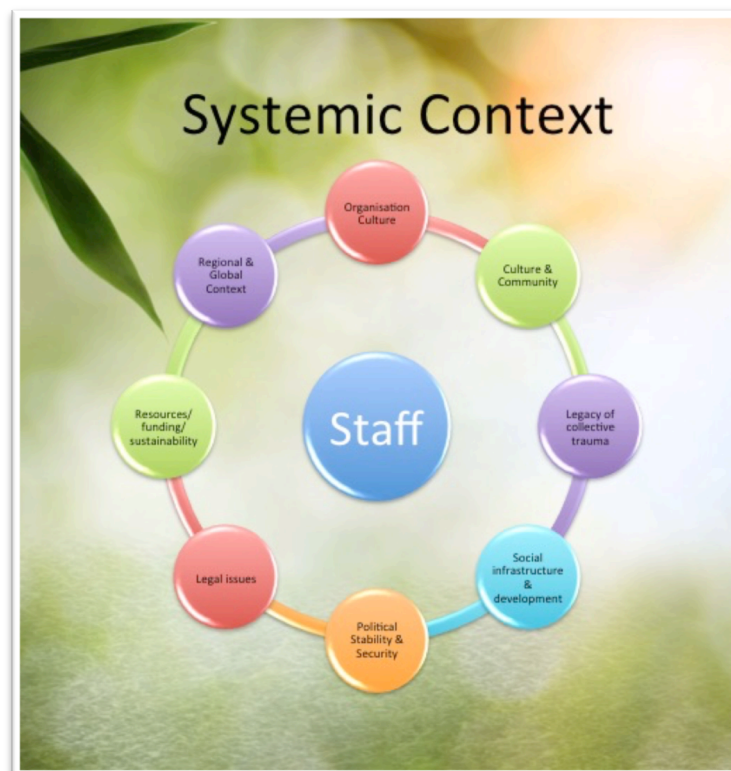 Systemic Context
Organisation
Culture
Culture &
Community
Legacy of
collective
trauma
Social
infrastructure
&
development
Political
Stability &
Security
Legal issues
Resources/
funding/
sustainability
Regional &
Global
Context
Staff